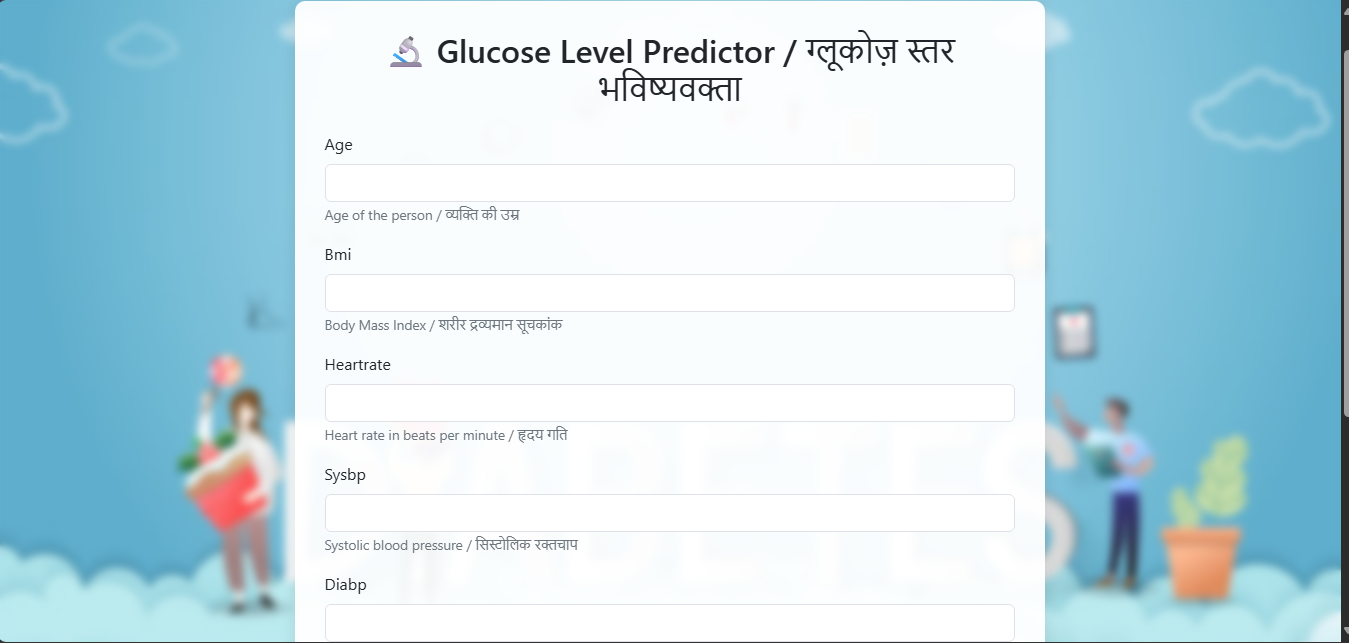 Glucose Level Predictor / ग्लूकोज़ स्तर
भविष्यवक्ता
Age
Age of the person / व्यक्ति की उम्र
Bmi
Body Mass Index / शरीर द्रव्यमान सूचकांक
Heartrate
Heart rate in beats per minute / हृदय गति
Sysbp
Systolic blood pressure / सिस्टोलिक रक्तचाप
Diabp